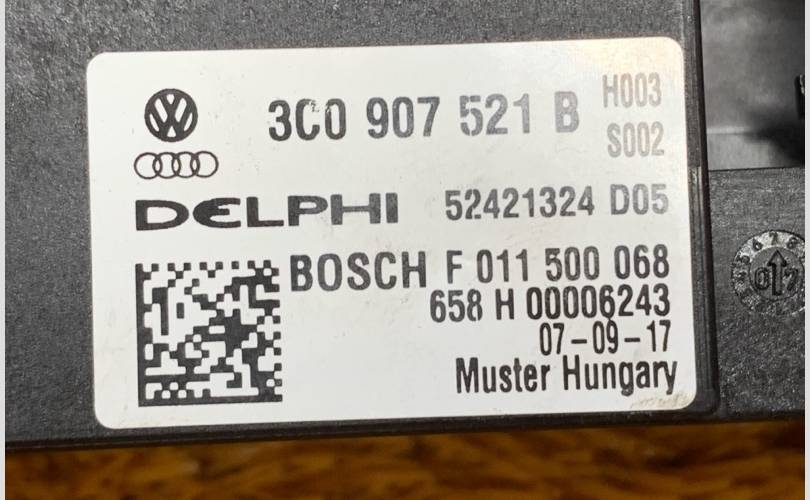 3C0 907 521 B H003
S002
DELPHI 52421324 D05
BOSCH F 011 500 068
658 H 00006243
07-09-17
Muster Hungary